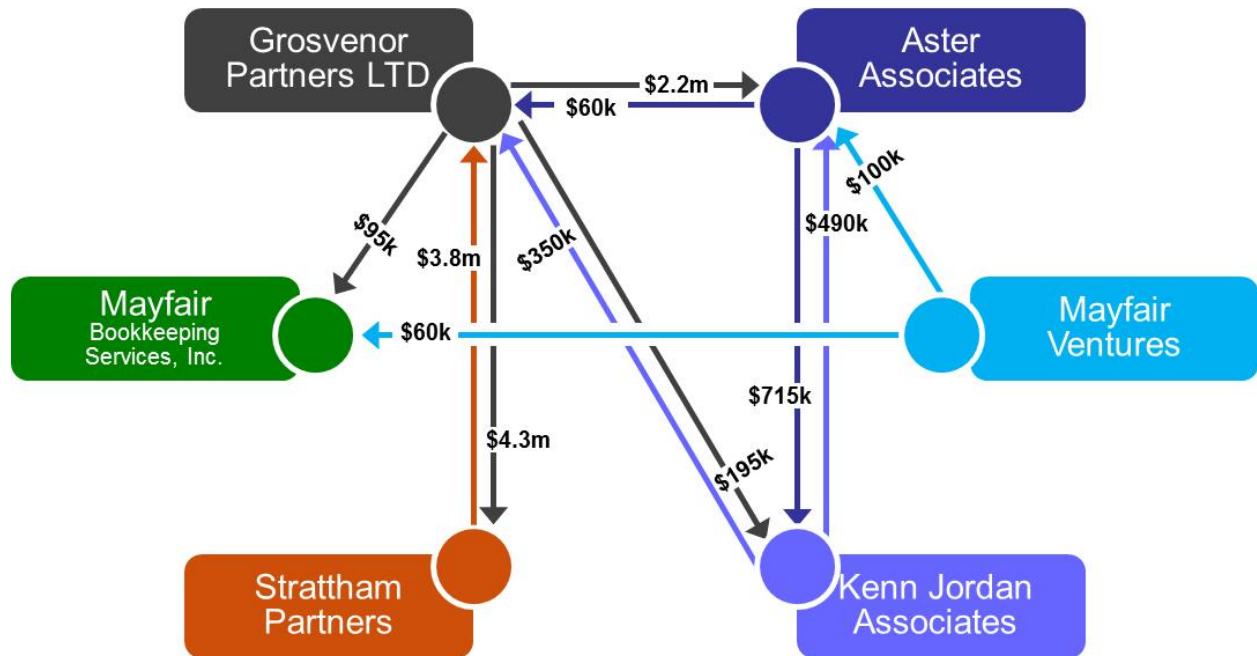 Grosvenor
Partners LTD
Aster
Associates
$2.2m
$60k
$95k
$3.8m
$350k
$490k
$100k
Mayfair
Bookkeeping
Services, Inc.
$60k
Mayfair
Ventures
$715k
$4.3m
$195k
Strattham
Partners
Kenn Jordan
Associates